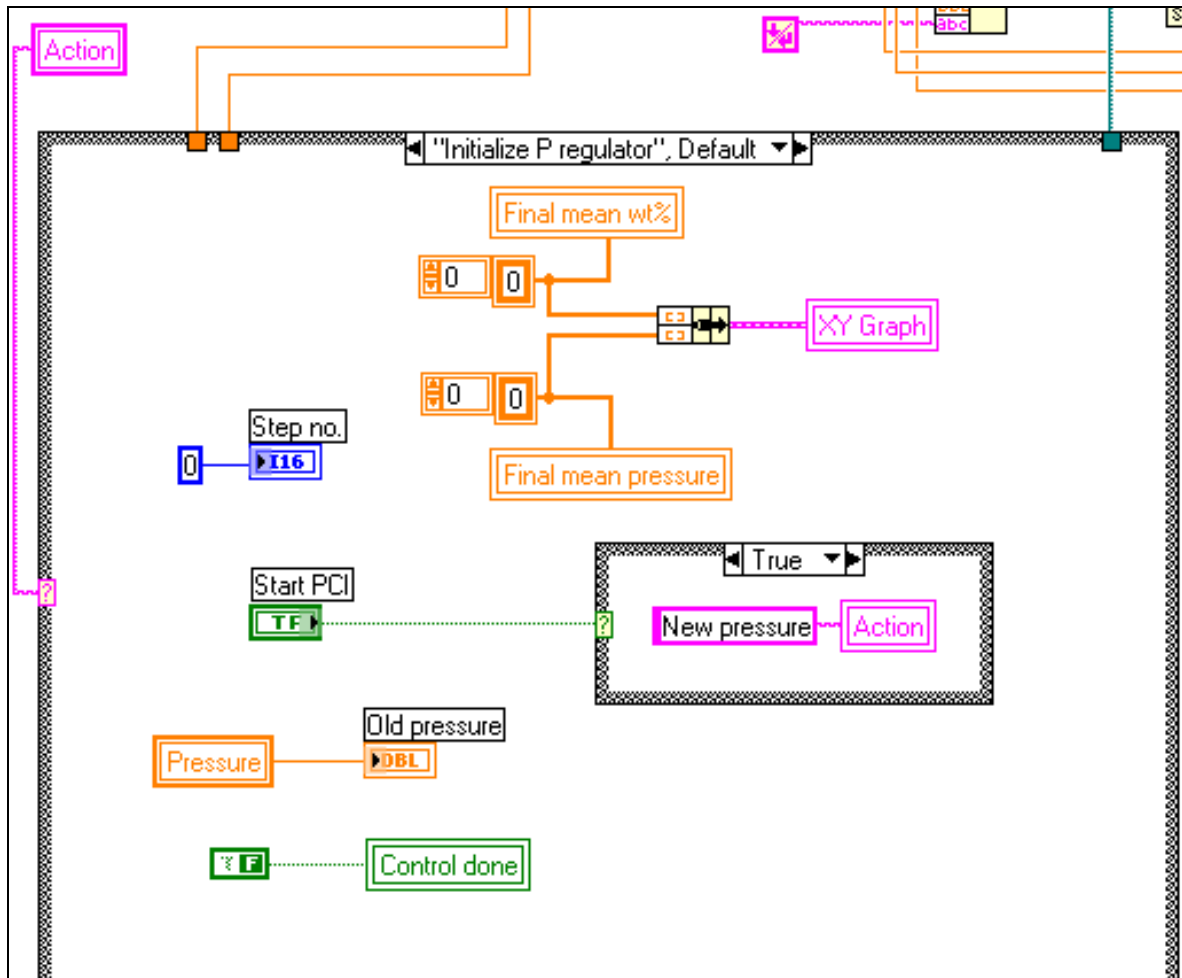 Action
abc
"Initialize P regulator", Default
Final mean wt%
0 0
XY Graph
0 0
Step no.
0 I16
Final mean pressure
True
Start PCI
TF
New pressure Action
Old pressure
Pressure DBL
F Control done